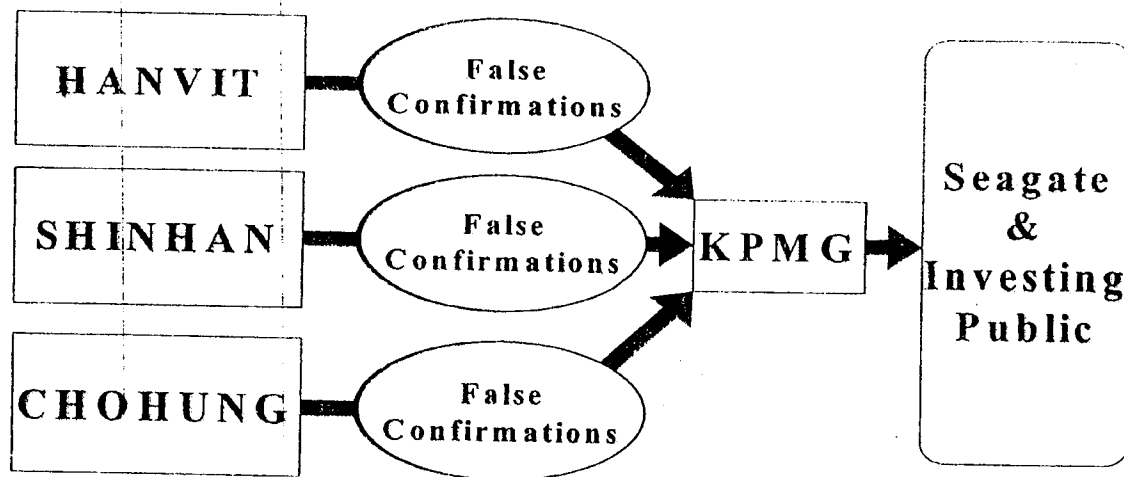 HANVIT
False
Confirmations
SHINHAN
False
Confirmations
CHOHUNG
False
Confirmations
KPMG
Seagate
&
Investing
Public